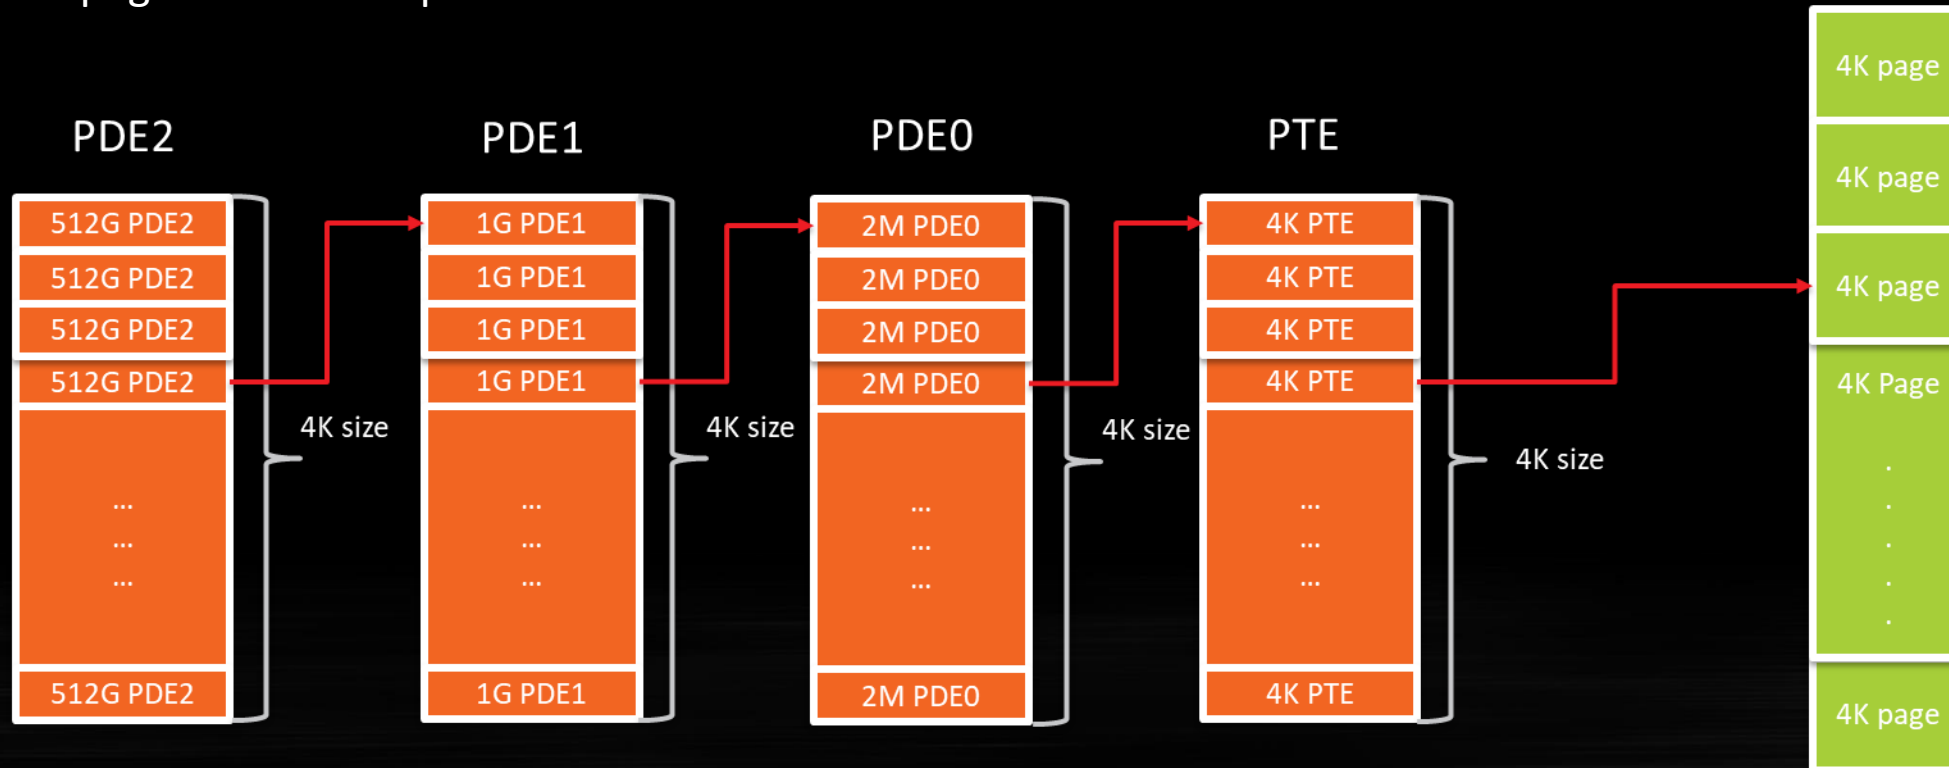 PDE2
512G PDE2
512G PDE2
512G PDE2
512G PDE2
...
...
...
512G PDE2
4K size
PDE1
1G PDE1
1G PDE1
1G PDE1
1G PDE1
...
...
...
1G PDE1
4K size
PDE0
2M PDE0
2M PDE0
2M PDE0
2M PDE0
...
...
...
2M PDE0
4K size
PTE
4K PTE
4K PTE
4K PTE
4K PTE
...
...
...
4K PTE
4K size
4K page
4K page
4K page
4K Page
.
.
.
.
.
4K page